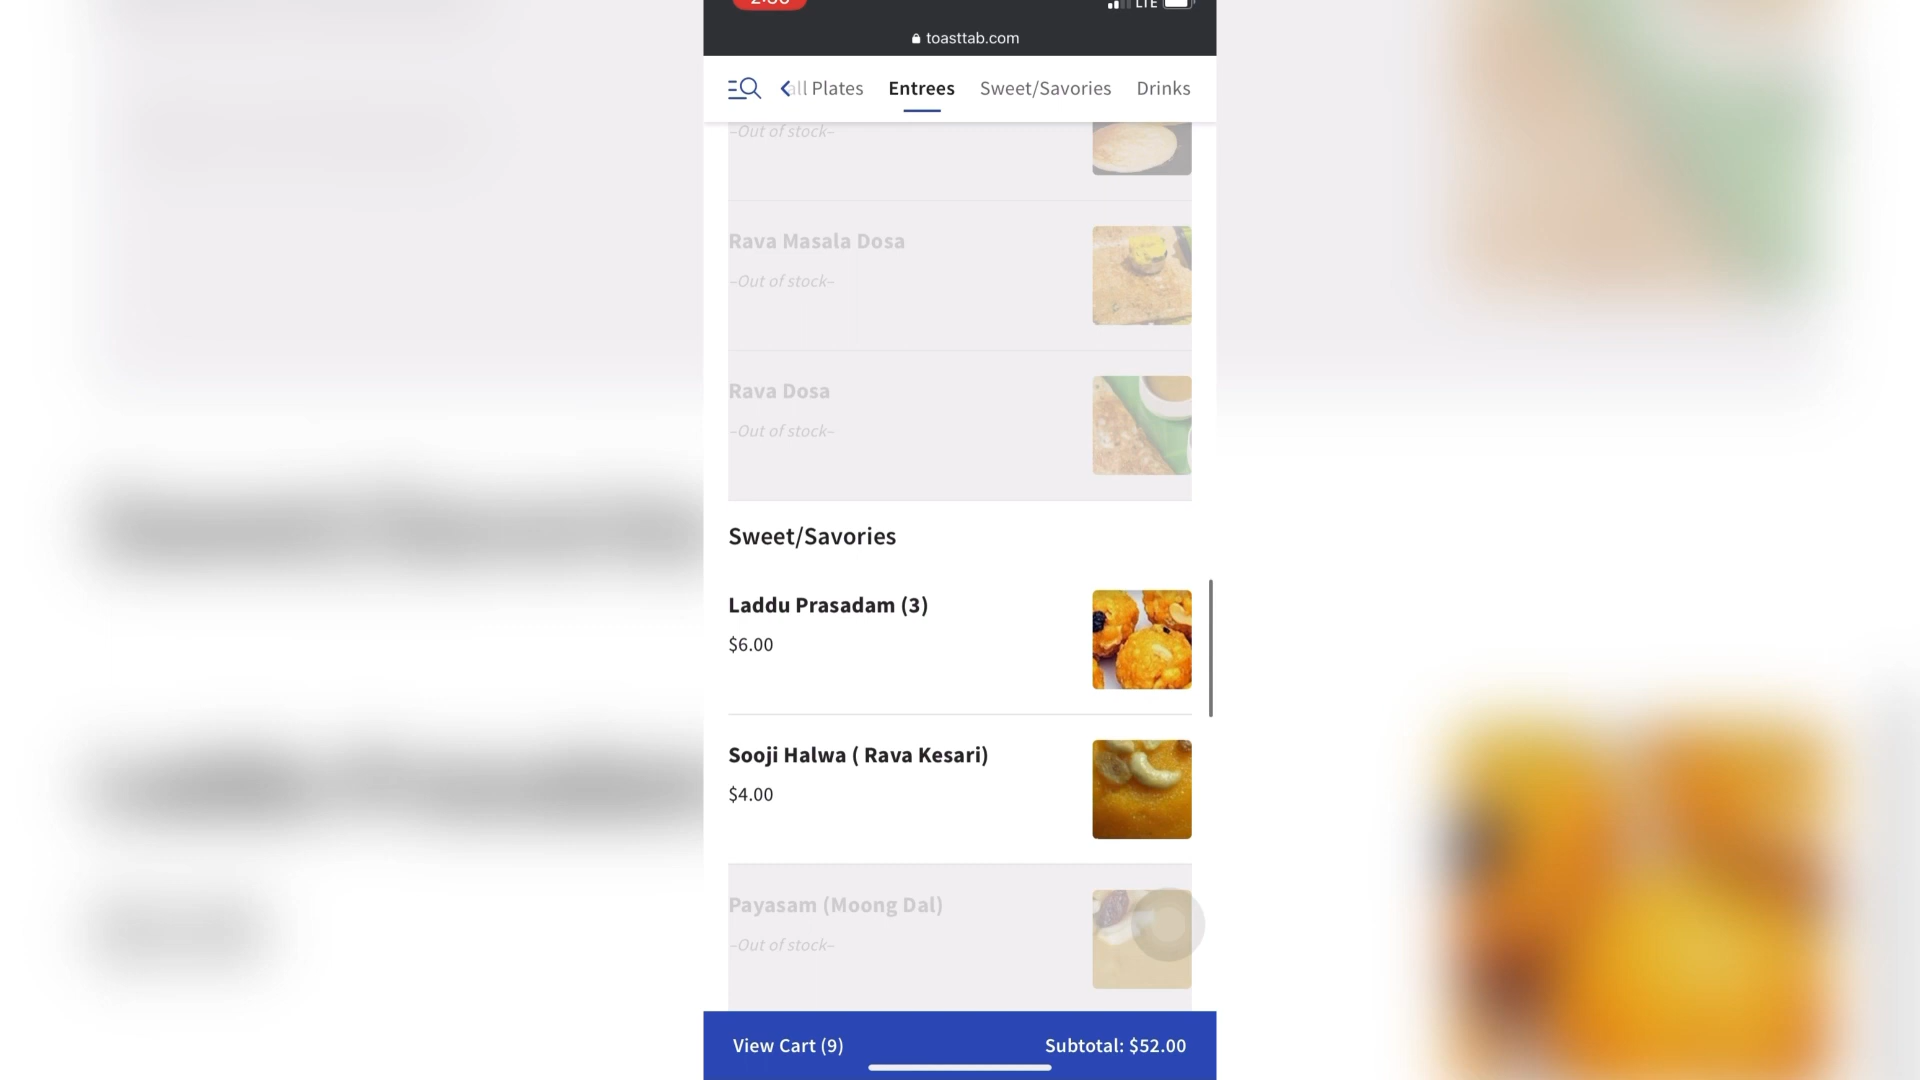 LTE
toasttab.com
all Plates
Entrees
Sweet/Savories
Drinks
–Out of stock–
Rava Masala Dosa
–Out of stock–
Rava Dosa
–Out of stock–
Sweet/Savories
Laddu Prasadam (3)
$6.00
Sooji Halwa ( Rava Kesari)
$4.00
Payasam (Moong Dal)
–Out of stock–
View Cart (9)
Subtotal: $52.00